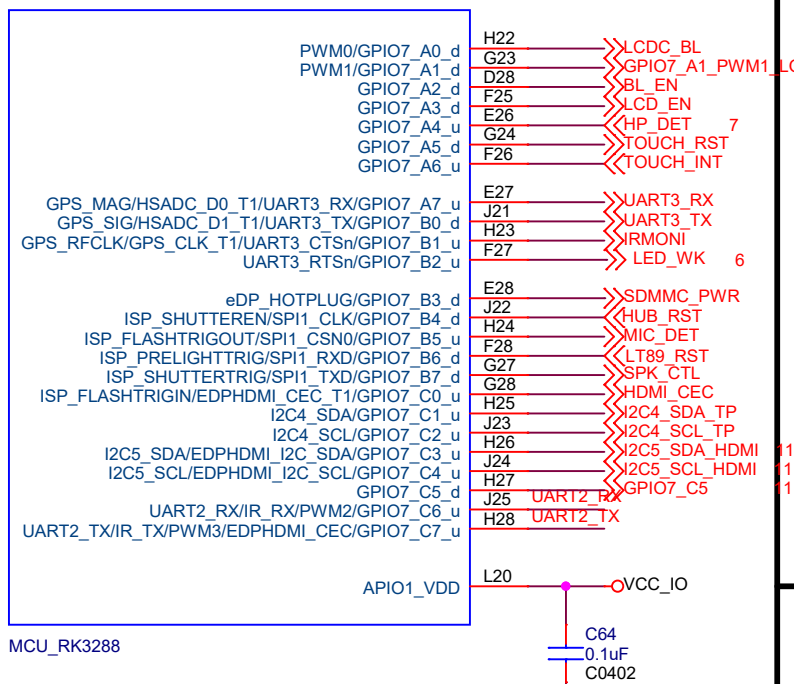 PWM0/GPIO7_A0_d H22 LCDC_BL
PWM1/GPIO7_A1_d G23 GPIO7_A1_PWM1_LC
GPIO7_A2_d D28 BL_EN
GPIO7_A3_d F25 LCD_EN
GPIO7_A4_u E26 HP_DET 7
GPIO7_A5_d G24 TOUCH_RST
GPIO7_A6_u F26 TOUCH_INT
GPS_MAG/HSADC_D0_T1/UART3_RX/GPIO7_A7_u E27 UART3_RX
GPS_SIG/HSADC_D1_T1/UART3_TX/GPIO7_B0_d J21 UART3_TX
GPS_RFCLK/GPS_CLK_T1/UART3_CTSn/GPIO7_B1_u H23 IRMONI
UART3_RTSn/GPIO7_B2_u F27 LED_WK 6
eDP_HOTPLUG/GPIO7_B3_d E28 SDMMC_PWR
ISP_SHUTTEREN/SPI1_CLK/GPIO7_B4_d J22 HUB_RST
ISP_FLASHTRIGOUT/SPI1_CSN0/GPIO7_B5_u H24 MIC_DET
ISP_PRELIGHTTRIG/SPI1_RXD/GPIO7_B6_d F28 LT89_RST
ISP_SHUTTERTRIG/SPI1_TXD/GPIO7_B7_d G27 SPK_CTL
ISP_FLASHTRIGIN/EDPHDMI_CEC_T1/GPIO7_C0_u G28 HDMI_CEC
I2C4_SDA/GPIO7_C1_u H25 I2C4_SDA_TP
I2C4_SCL/GPIO7_C2_u J23 I2C4_SCL_TP
I2C5_SDA/EDPHDMI_I2C_SDA/GPIO7_C3_u H26 I2C5_SDA_HDMI 11
I2C5_SCL/EDPHDMI_I2C_SCL/GPIO7_C4_u J24 I2C5_SCL_HDMI 11
GPIO7_C5_d H27 GPIO7_C5 11
UART2_RX/IR_RX/PWM2/GPIO7_C6_u J25 UART2_RX
UART2_TX/IR_TX/PWM3/EDPHDMI_CEC/GPIO7_C7_u H28 UART2_TX
APIO1_VDD L20 VCC_IO
MCU_RK3288
C64
0.1uF
C0402